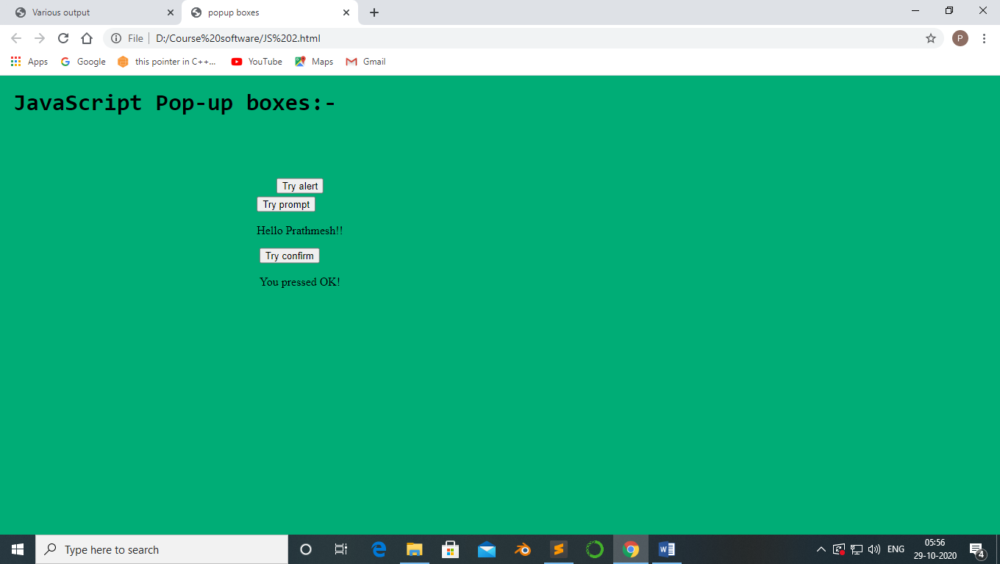 Various output
popup boxes
File D:/Course%20software/JS%202.html
P
Apps Google this pointer in C++... YouTube Maps Gmail
JavaScript Pop-up boxes:-
Try alert
Try prompt
Hello Prathmesh!!
Try confirm
You pressed OK!
Type here to search
ENG
05:56
29-10-2020
4